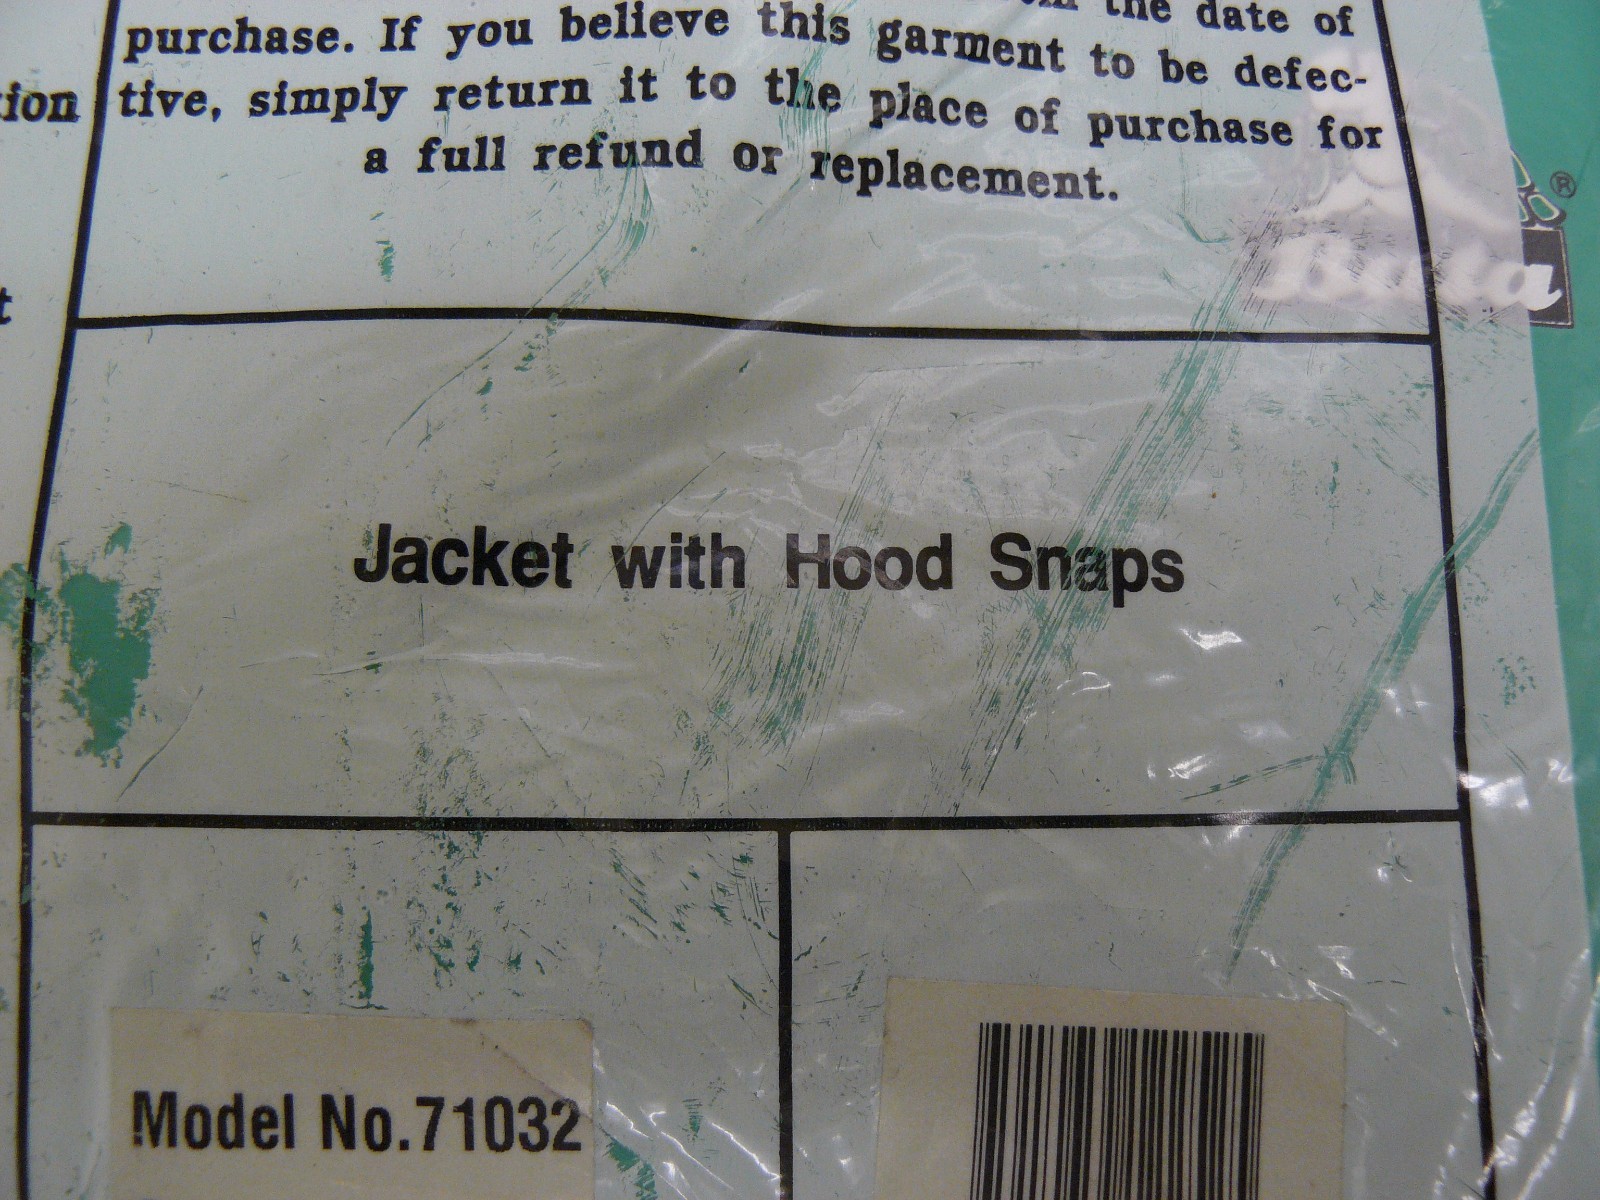 the date of
purchase. If you believe this garment to be defec-
tive, simply return it to the place of purchase for
a full refund or replacement.
tion
t
®
Jacket with Hood Snaps
Model No.71032